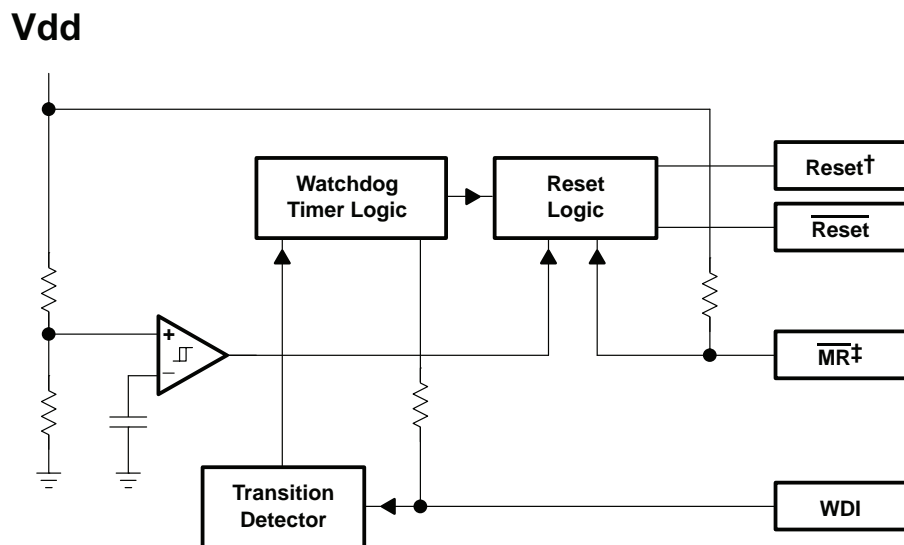 Vdd
Watchdog
Timer Logic
Reset
Logic
Reset†
Reset
+
−
MR‡
Transition
Detector
WDI